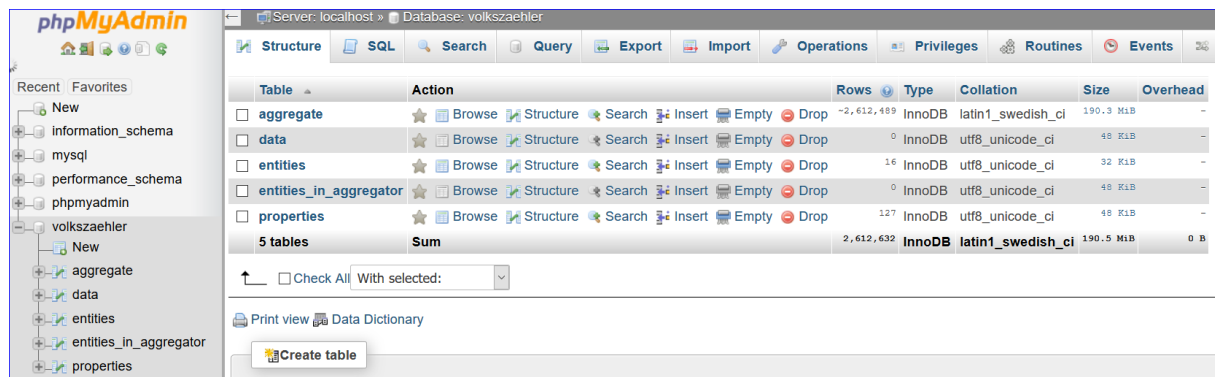 phpMyAdmin
Recent Favorites
New
information_schema
mysql
performance_schema
phpmyadmin
volkszaehler
New
aggregate
data
entities
entities_in_aggregator
properties
Server: localhost » Database: volkszaehler
Structure SQL Search Query Export Import Operations Privileges Routines Events
Table Action Rows Type Collation Size Overhead
aggregate Browse Structure Search Insert Empty Drop ~2,612,489 InnoDB latin1_swedish_ci 190.3 MiB -
data Browse Structure Search Insert Empty Drop 0 InnoDB utf8_unicode_ci 48 KiB -
entities Browse Structure Search Insert Empty Drop 16 InnoDB utf8_unicode_ci 32 KiB -
entities_in_aggregator Browse Structure Search Insert Empty Drop 0 InnoDB utf8_unicode_ci 48 KiB -
properties Browse Structure Search Insert Empty Drop 127 InnoDB utf8_unicode_ci 48 KiB -
5 tables Sum 2,612,632 InnoDB latin1_swedish_ci 190.5 MiB 0 B
Check All With selected:
Print view Data Dictionary
Create table